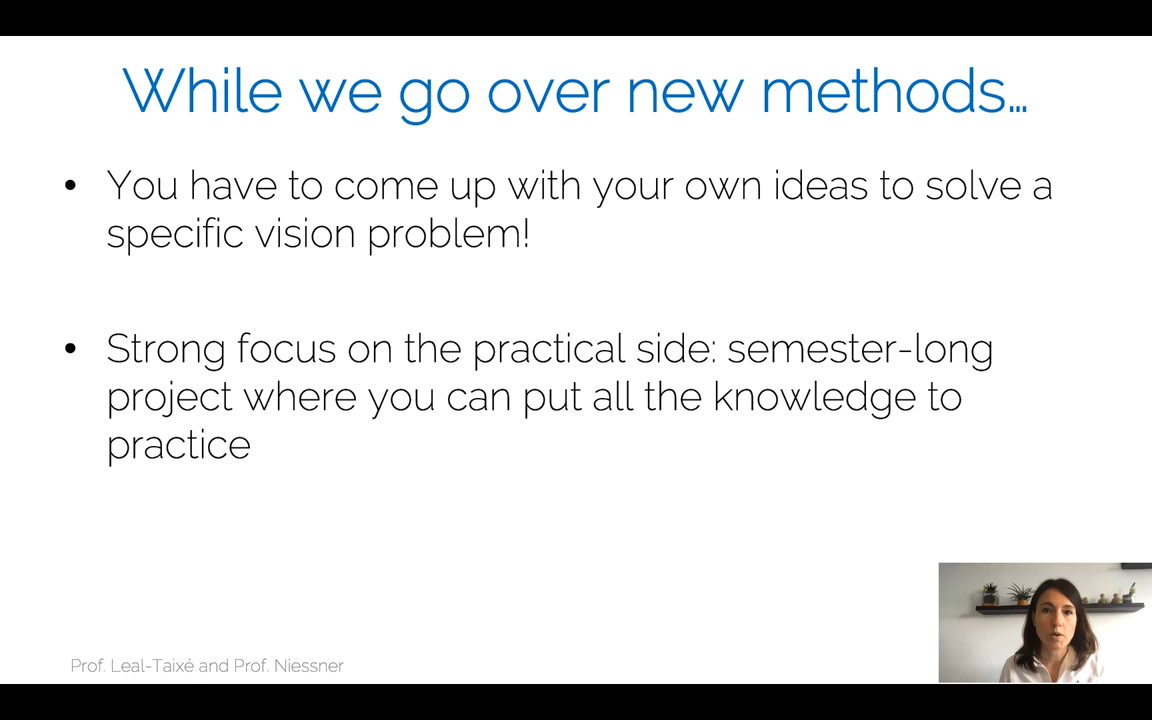 While we go over new methods...
• You have to come up with your own ideas to solve a
specific vision problem!
• Strong focus on the practical side: semester-long
project where you can put all the knowledge to
practice
Prof. Leal-Taixé and Prof. Niessner